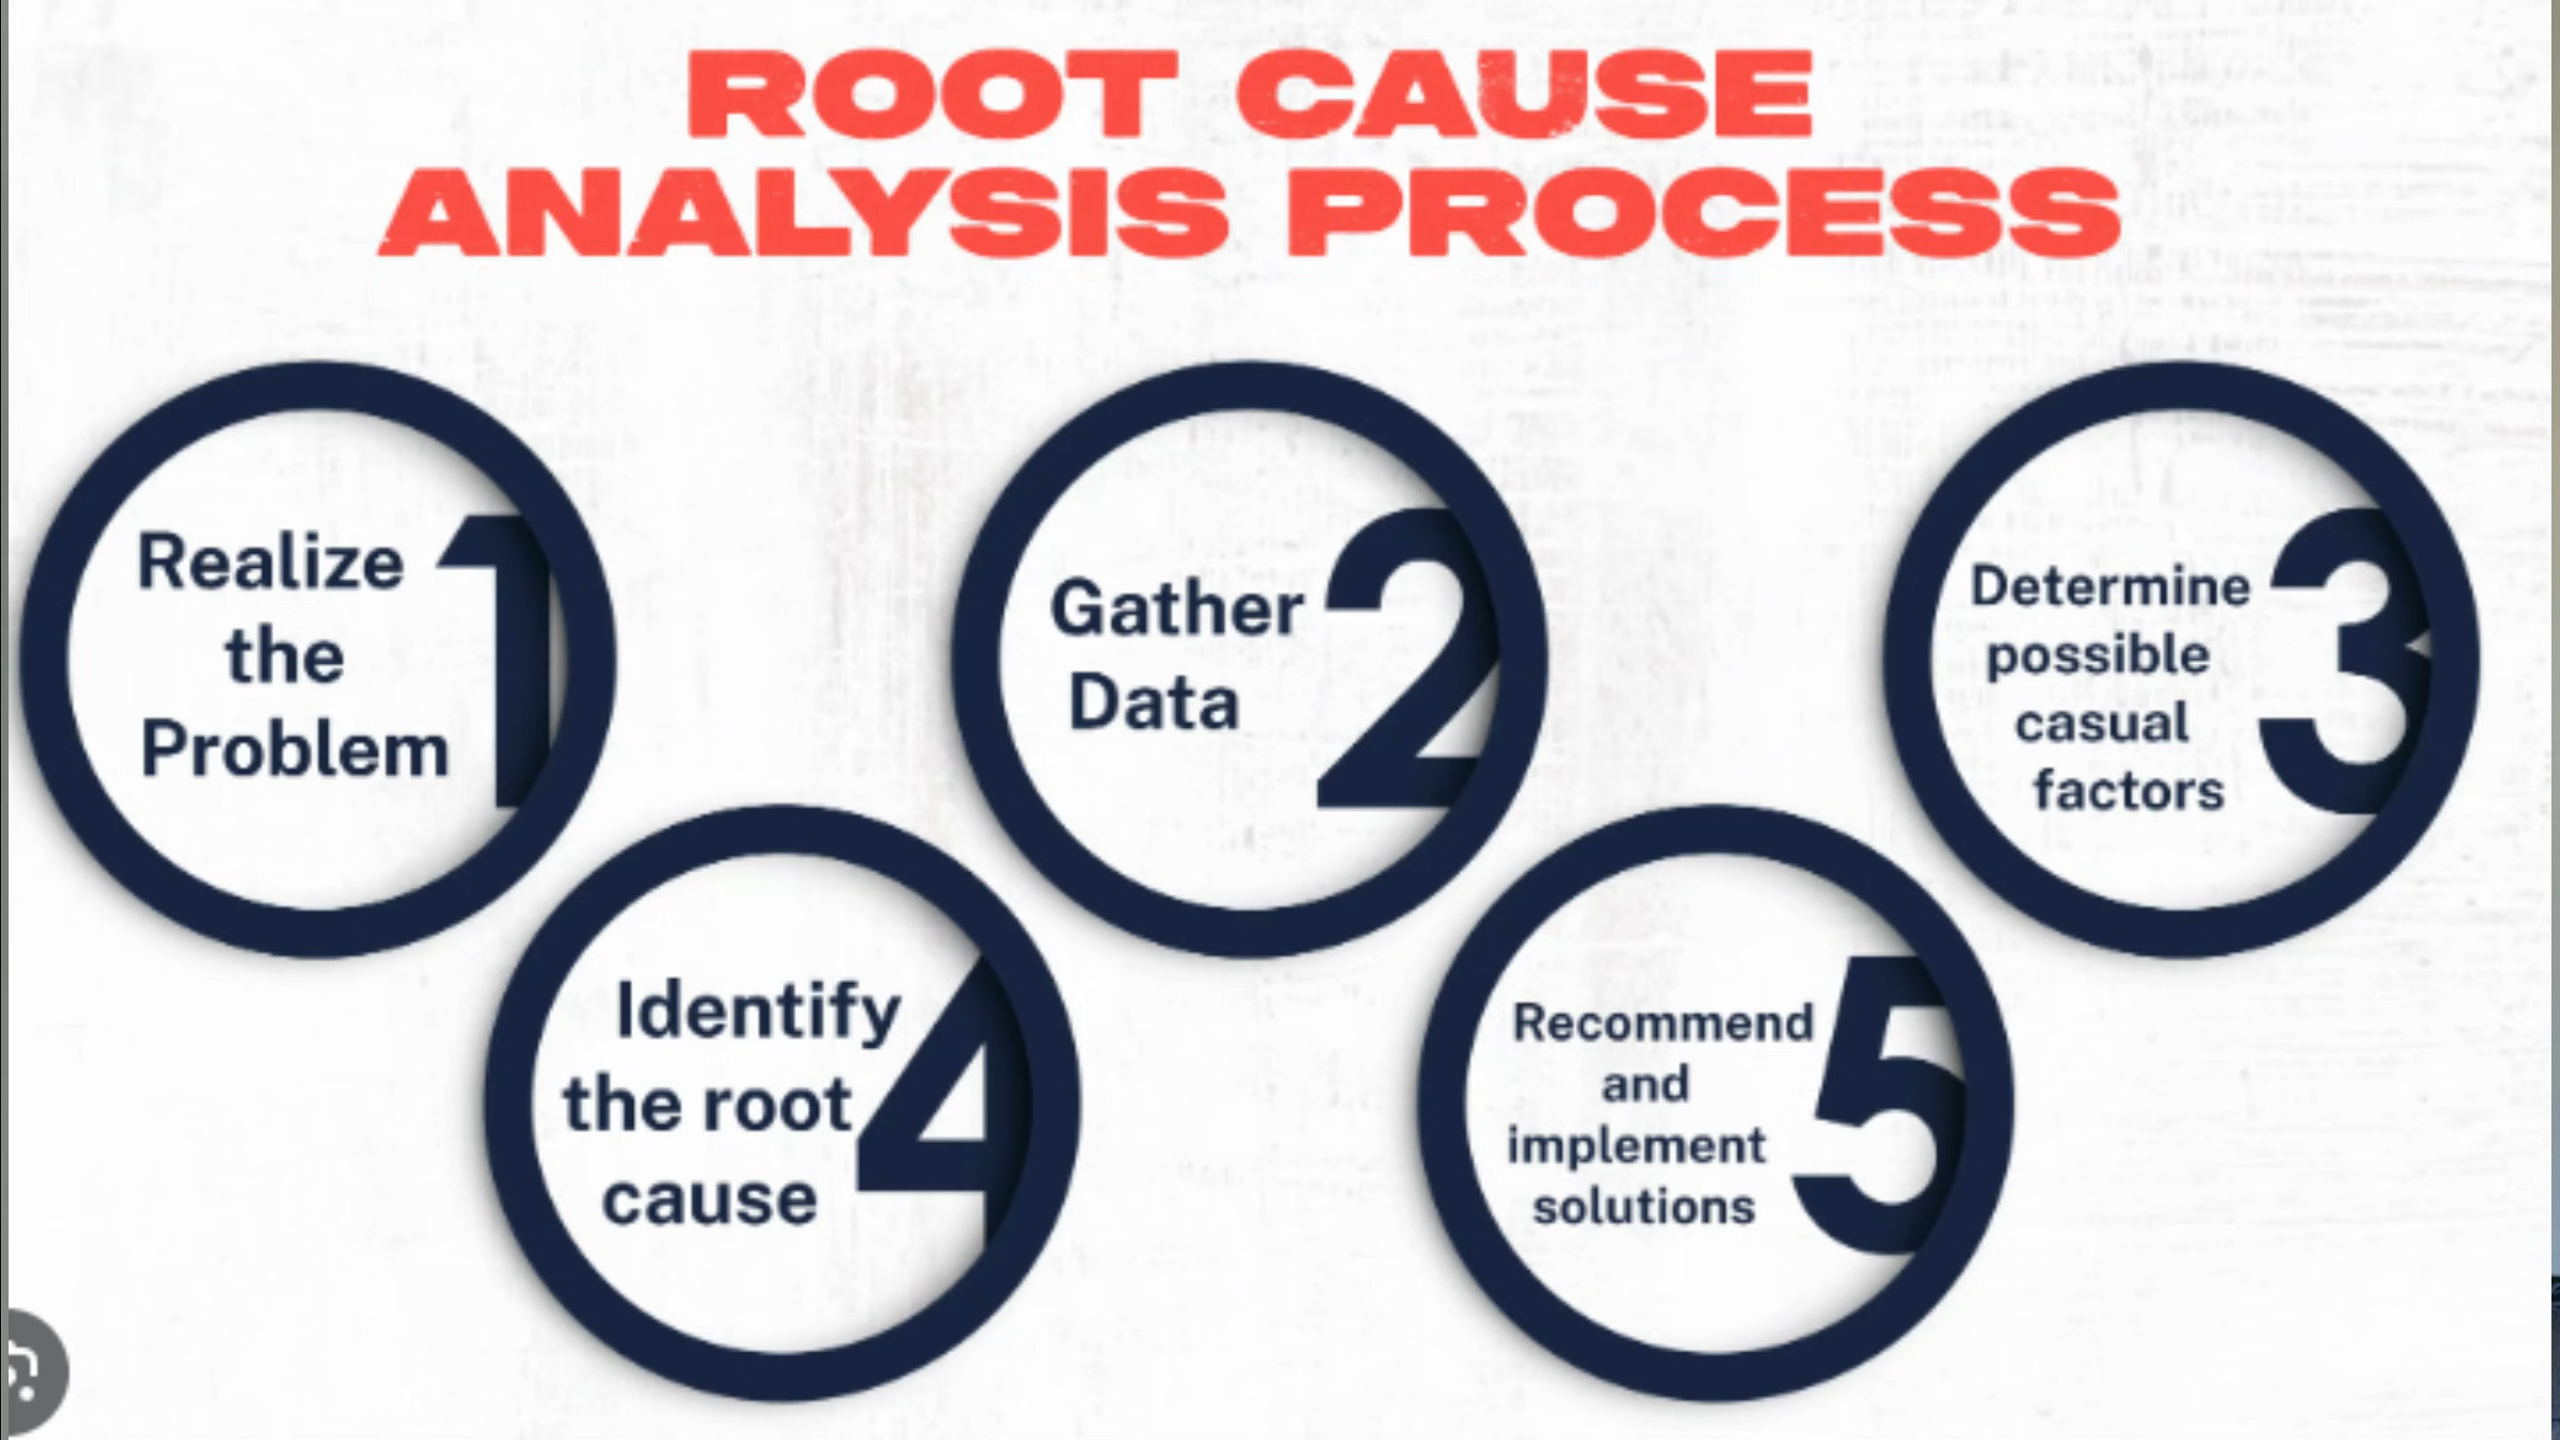 ROOT CAUSE
ANALYSIS PROCESS
Realize
the
Problem
1
Gather
Data
2
Determine
possible
casual
factors
3
Identify
the root
cause
4
Recommend
and
implement
solutions
5